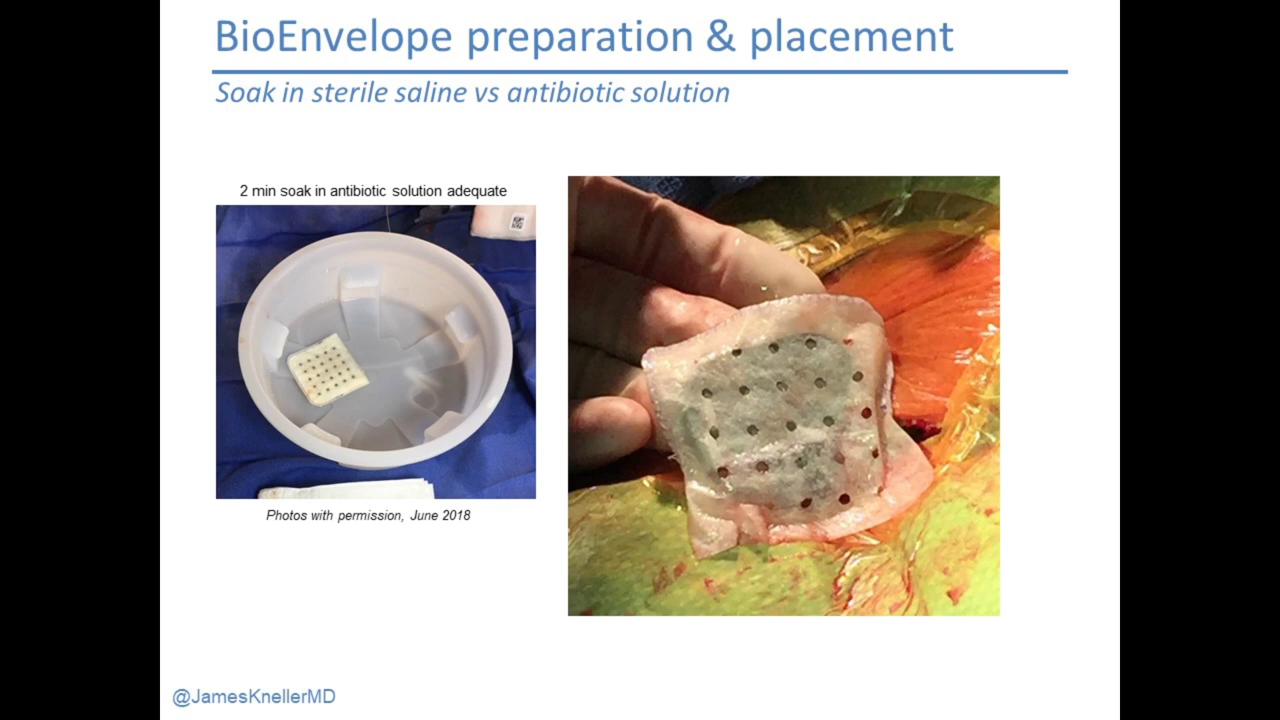 BioEnvelope preparation & placement
Soak in sterile saline vs antibiotic solution
2 min soak in antibiotic solution adequate
Photos with permission, June 2018
@JamesKnellerMD